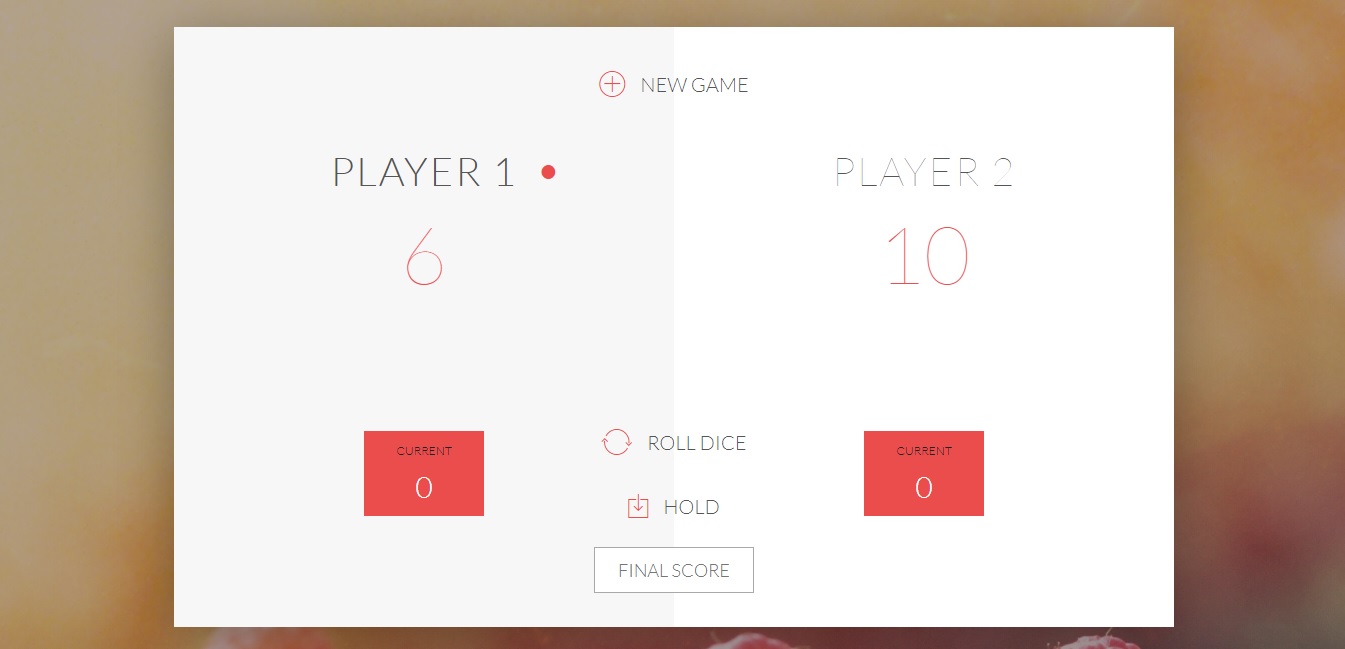 NEW GAME
PLAYER 1
6
PLAYER 2
10
CURRENT
0
ROLL DICE
HOLD
FINAL SCORE
CURRENT
0